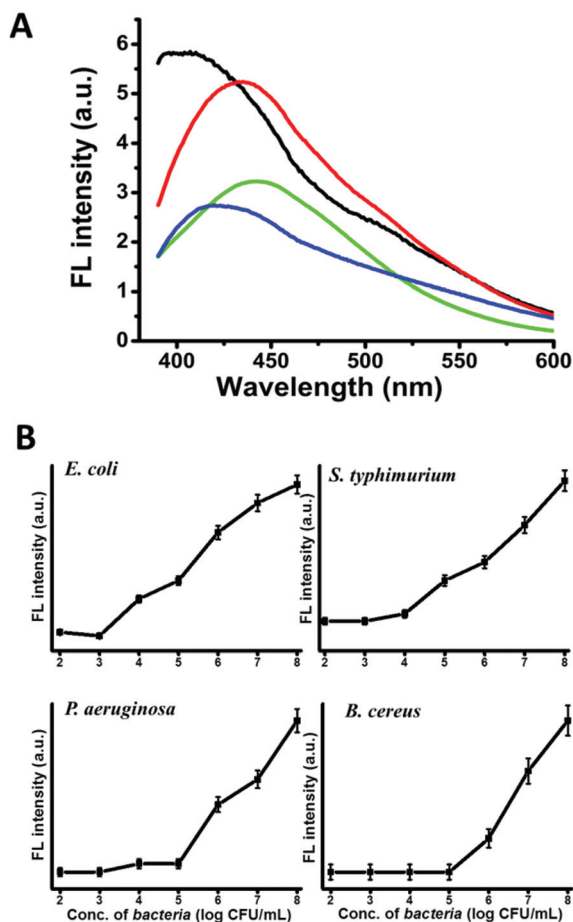 A
FL intensity (a.u.)
6
5
4
3
2
1
0
400 450 500 550 600
Wavelength (nm)
B
E. coli
FL intensity (a.u.)
2 3 4 5 6 7 8
S. typhimurium
FL intensity (a.u.)
2 3 4 5 6 7 8
P. aeruginosa
FL intensity (a.u.)
2 3 4 5 6 7 8
Conc. of bacteria (log CFU/mL)
B. cereus
FL intensity (a.u.)
2 3 4 5 6 7 8
Conc. of bacteria (log CFU/mL)